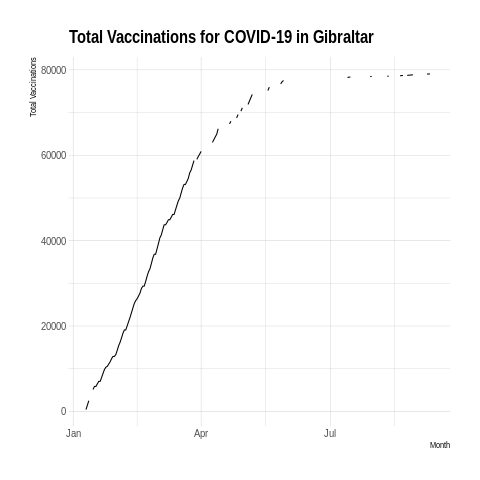 Total Vaccinations for COVID-19 in Gibraltar
Total Vaccinations
80000
60000
40000
20000
0
Jan Apr Jul
Month